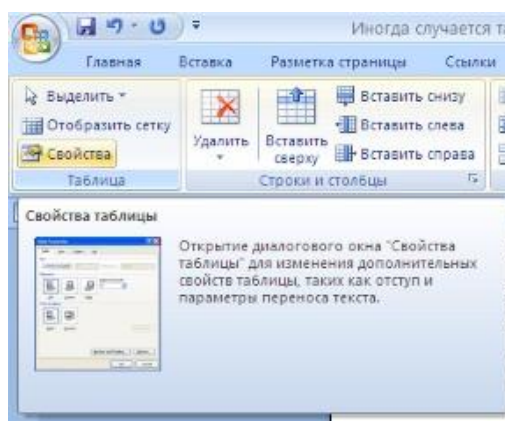 Иногда случается т
Главная Вставка Разметка страницы Ссылки
Выделить
Отобразить сетку
Свойства
Таблица
Удалить
Вставить сверху
Вставить снизу
Вставить слева
Вставить справа
Строки и столбцы
Свойства таблицы
Открытие диалогового окна "Свойства
таблицы" для изменения дополнительных
свойств таблицы, таких как отступ и
параметры переноса текста.